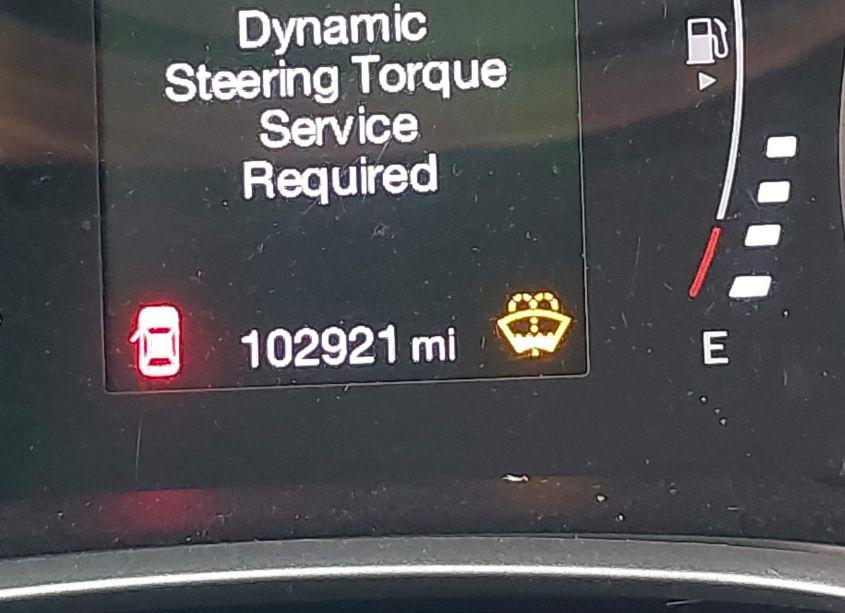 Dynamic
Steering Torque
Service
Required
102921 mi
E